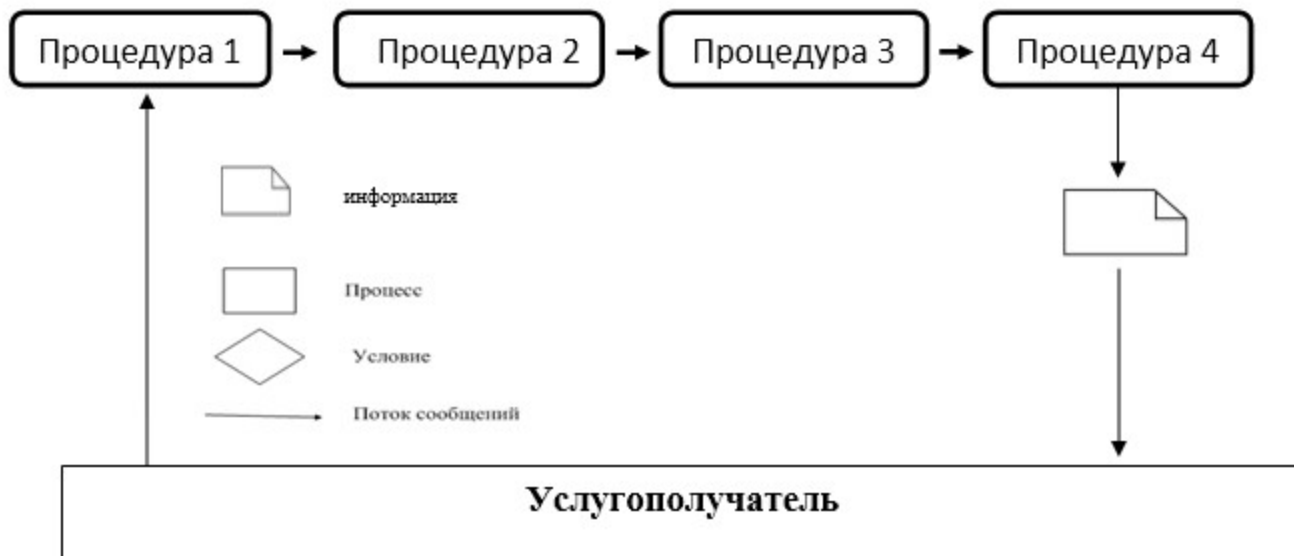 Процедура 1
Процедура 2
Процедура 3
Процедура 4
информация
Процесс
Условие
Поток сообщений
Услугополучатель